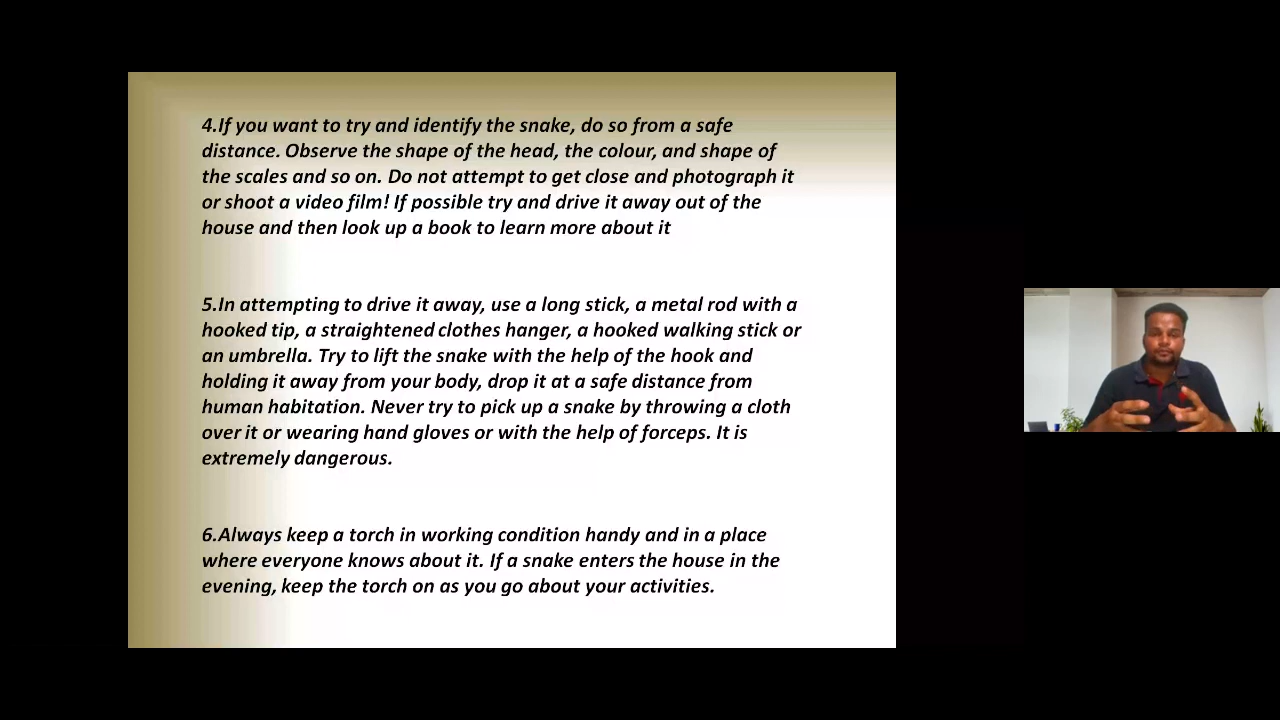 4.If you want to try and identify the snake, do so from a safe
distance. Observe the shape of the head, the colour, and shape of
the scales and so on. Do not attempt to get close and photograph it
or shoot a video film! If possible try and drive it away out of the
house and then look up a book to learn more about it
5.In attempting to drive it away, use a long stick, a metal rod with a
hooked tip, a straightened clothes hanger, a hooked walking stick or
an umbrella. Try to lift the snake with the help of the hook and
holding it away from your body, drop it at a safe distance from
human habitation. Never try to pick up a snake by throwing a cloth
over it or wearing hand gloves or with the help of forceps. It is
extremely dangerous.
6.Always keep a torch in working condition handy and in a place
where everyone knows about it. If a snake enters the house in the
evening, keep the torch on as you go about your activities.